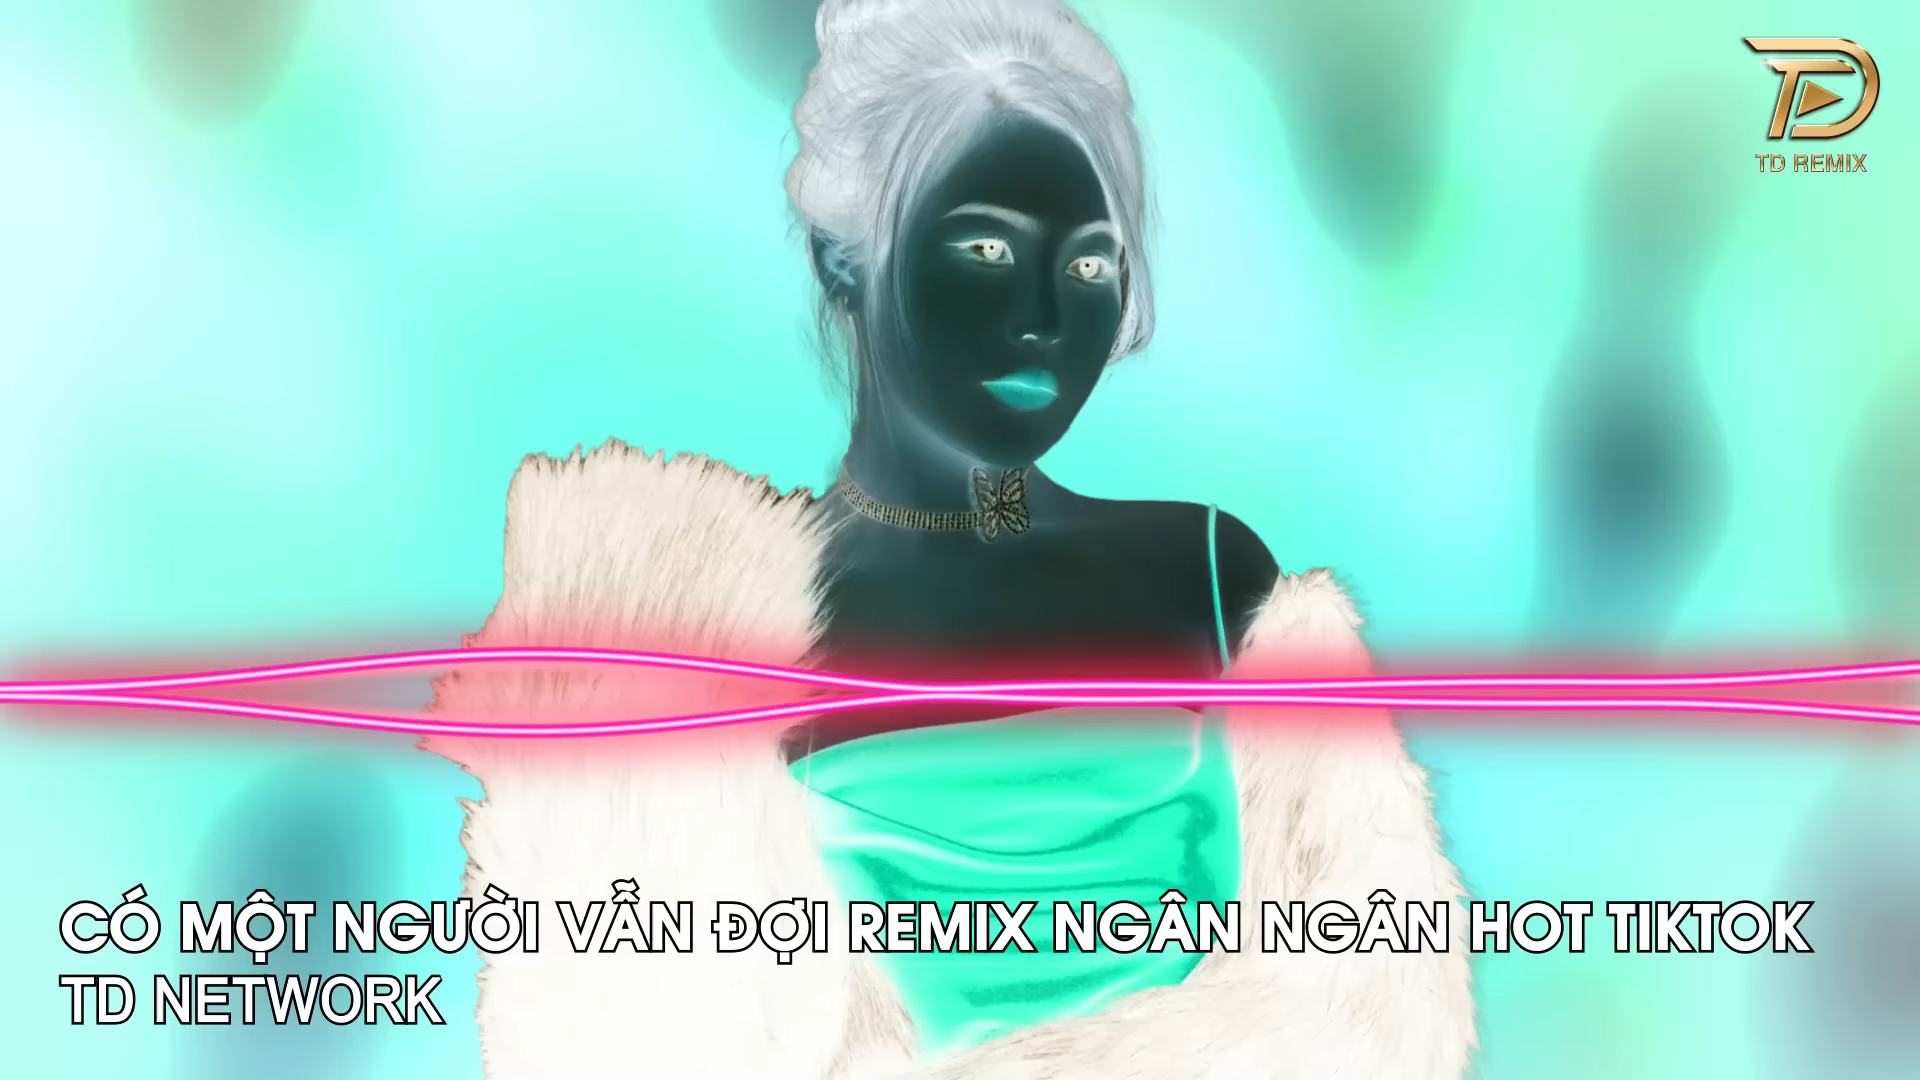 TD REMIX
CÓ MỘT NGƯỜI VẪN ĐỢI REMIX NGÂN NGÂN HOT TIKTOK
TD NETWORK